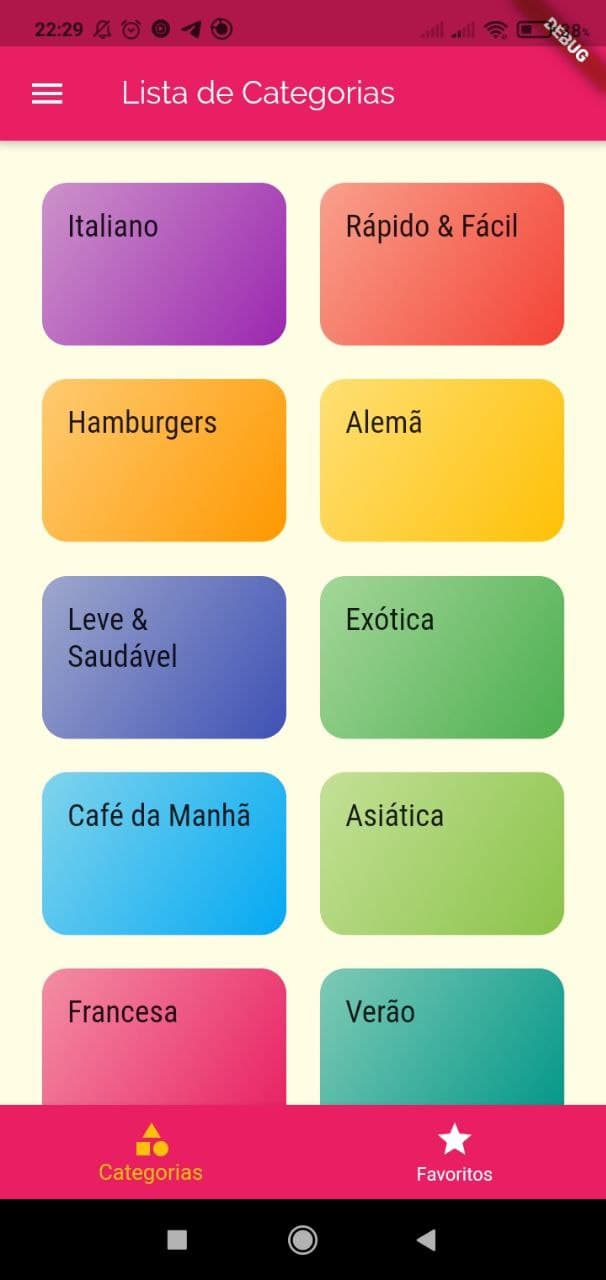 22:29
DEBUG
Lista de Categorias
Italiano
Rápido & Fácil
Hamburgers
Alemã
Leve &
Saudável
Exótica
Café da Manhã
Asiática
Francesa
Verão
Categorias
Favoritos